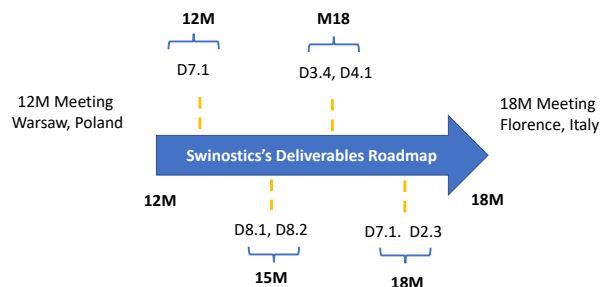 12M
M18
D7.1
D3.4, D4.1
12M Meeting
Warsaw, Poland
18M Meeting
Florence, Italy
Swinostics's Deliverables Roadmap
12M
18M
D8.1, D8.2
D7.1. D2.3
15M
18M